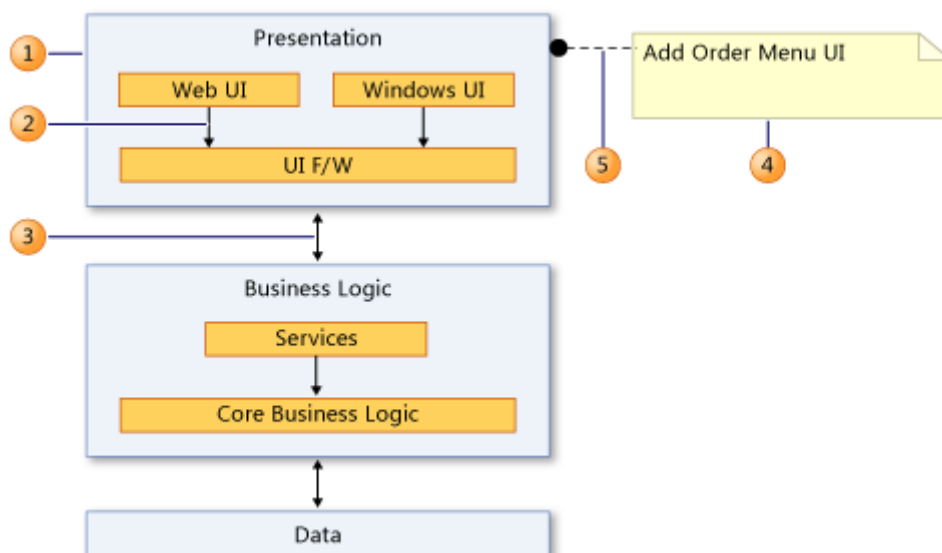 Presentation
1
Add Order Menu UI
Web UI
Windows UI
2
UI F/W
5
4
3
Business Logic
Services
Core Business Logic
Data